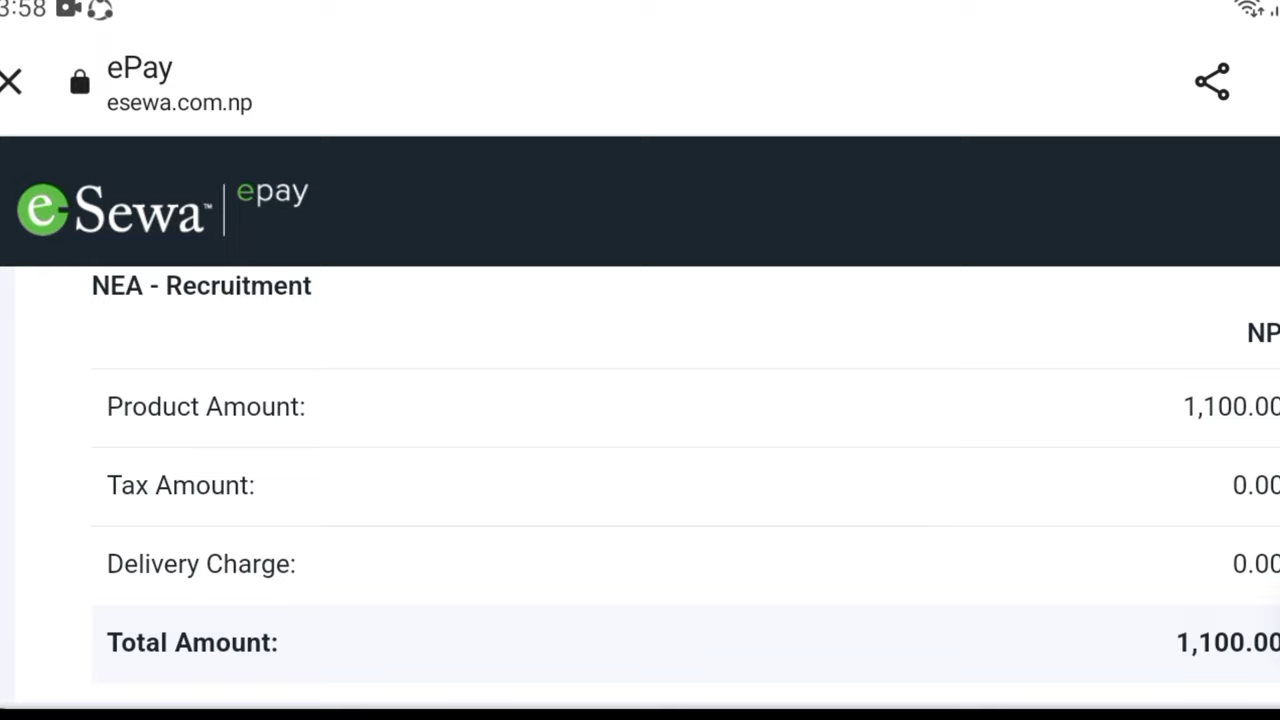 3:58
ePay
esewa.com.np
eSewa™ epay
NEA - Recruitment
NP
Product Amount: 1,100.00
Tax Amount: 0.00
Delivery Charge: 0.00
Total Amount: 1,100.00